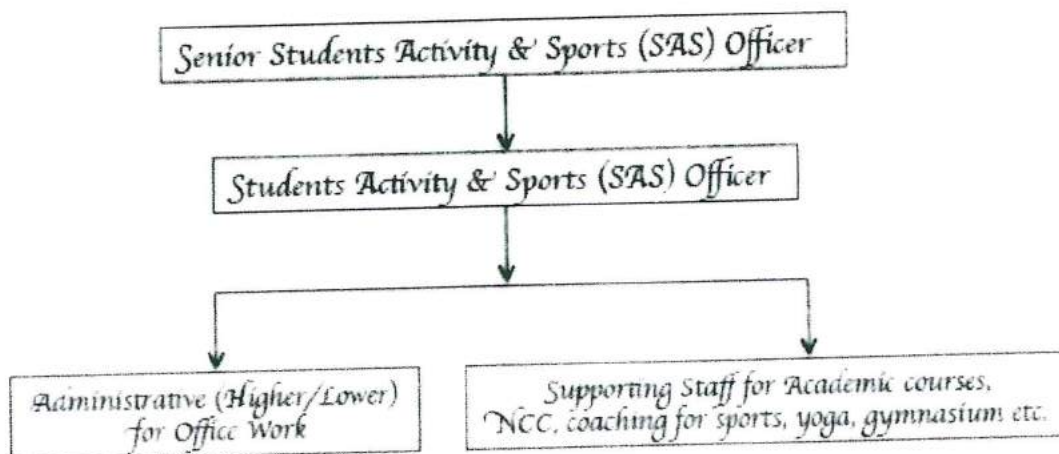 Senior Students Activity & Sports (SAS) Officer
Students Activity & Sports (SAS) Officer
Administrative (Higher/Lower)
for Office Work
Supporting Staff for Academic courses,
NCC, coaching for sports, yoga, gymnasium etc.